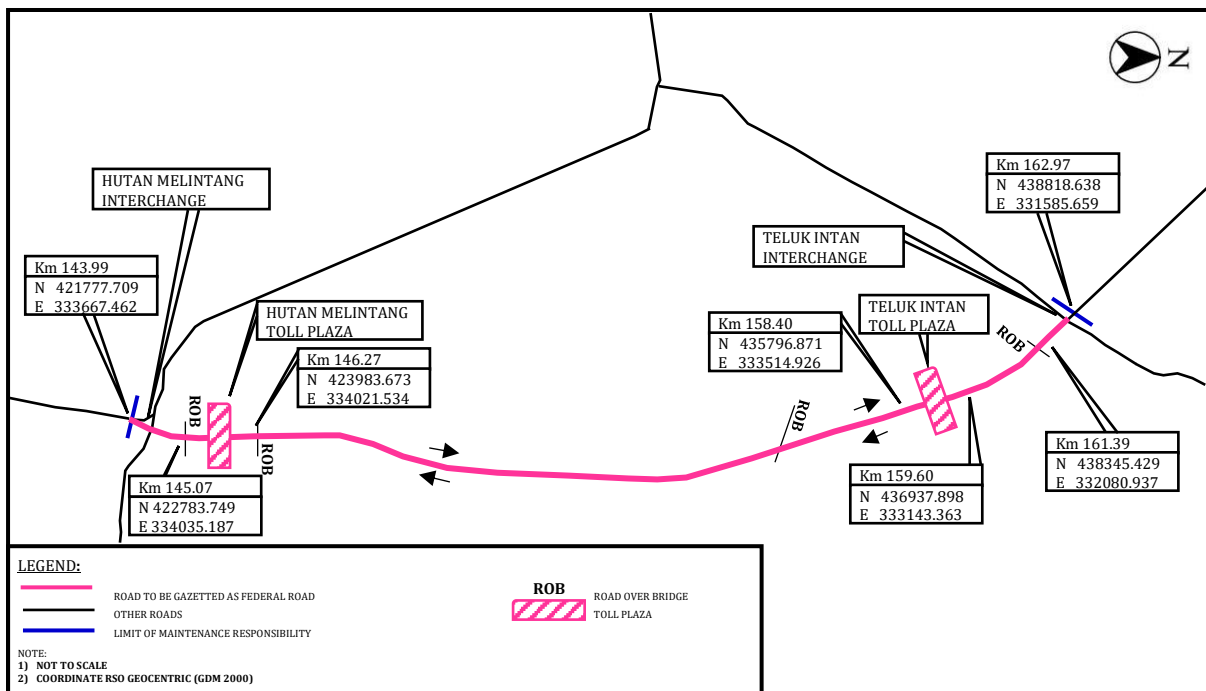 N
Km 162.97
N 438818.638
E 331585.659
HUTAN MELINTANG
INTERCHANGE
TELUK INTAN
INTERCHANGE
Km 143.99
N 421777.709
E 333667.462
HUTAN MELINTANG
TOLL PLAZA
TELUK INTAN
TOLL PLAZA
Km 158.40
N 435796.871
E 333514.926
ROB
Km 146.27
N 423983.673
E 334021.534
ROB
ROB
ROB
Km 161.39
N 438345.429
E 332080.937
Km 145.07
N 422783.749
E 334035.187
Km 159.60
N 436937.898
E 333143.363
LEGEND:
ROAD TO BE GAZETTED AS FEDERAL ROAD
OTHER ROADS
LIMIT OF MAINTENANCE RESPONSIBILITY
ROB ROAD OVER BRIDGE
TOLL PLAZA
NOTE:
1) NOT TO SCALE
2) COORDINATE RSO GEOCENTRIC (GDM 2000)